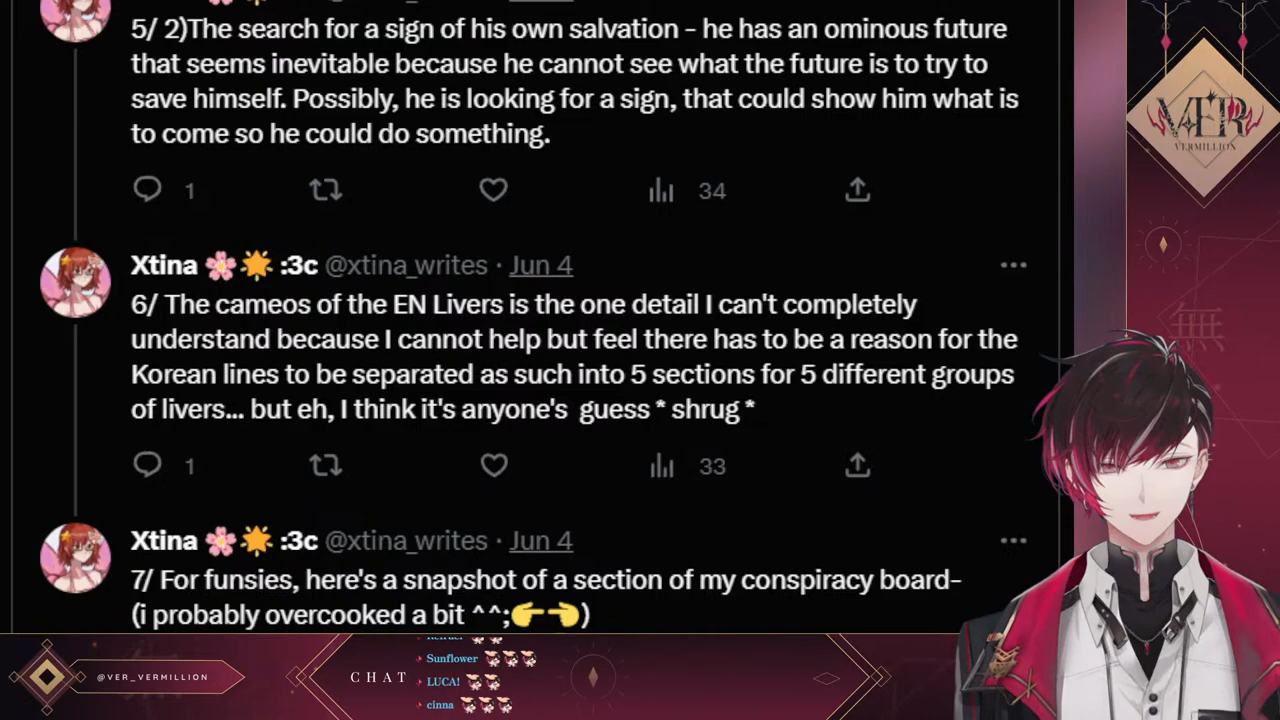 5/ 2)The search for a sign of his own salvation - he has an ominous future
that seems inevitable because he cannot see what the future is to try to
save himself. Possibly, he is looking for a sign, that could show him what is
to come so he could do something.
1 34
Xtina 🌸🌟 :3c @xtina_writes · Jun 4
6/ The cameos of the EN Livers is the one detail I can't completely
understand because I cannot help but feel there has to be a reason for the
Korean lines to be separated as such into 5 sections for 5 different groups
of livers... but eh, I think it's anyone's  guess * shrug *
1 33
Xtina 🌸🌟 :3c @xtina_writes · Jun 4
7/ For funsies, here's a snapshot of a section of my conspiracy board-
(i probably overcooked a bit ^^;👉👈)
VER
VERMILLION
無
@VER_VERMILLION
CHAT
Sunflower
LUCA!
cinna